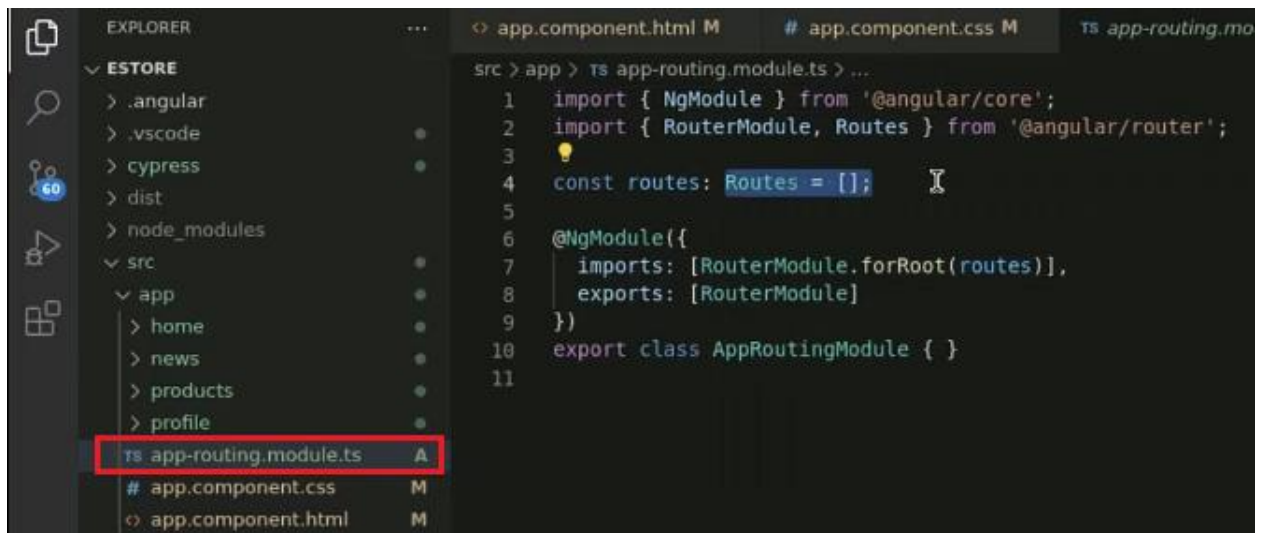 EXPLORER
ESTORE
.angular
.vscode
cypress
dist
node_modules
src
app
home
news
products
profile
TS app-routing.module.ts A
# app.component.css M
<> app.component.html M
60
<> app.component.html M # app.component.css M TS app-routing.mo
src > app > TS app-routing.module.ts > ...
1 import { NgModule } from '@angular/core';
2 import { RouterModule, Routes } from '@angular/router';
3
4 const routes: Routes = [];
5
6 @NgModule({
7 imports: [RouterModule.forRoot(routes)],
8 exports: [RouterModule]
9 })
10 export class AppRoutingModule { }
11